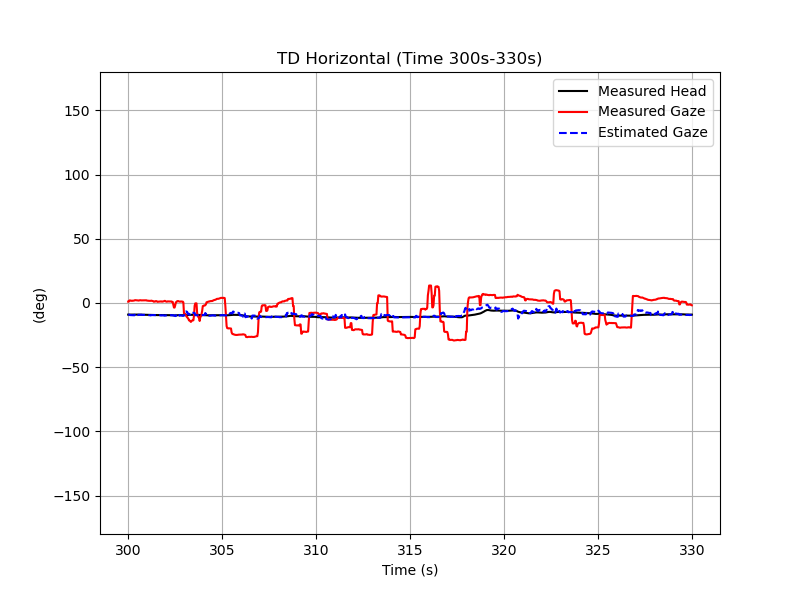 TD Horizontal (Time 300s-330s)
Measured Head
Measured Gaze
Estimated Gaze
150
100
50
0
−50
−100
−150
(deg)
300 305 310 315 320 325 330
Time (s)